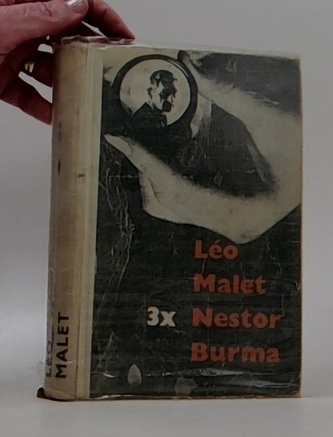 Léo
Malet
3x Nestor
Burma
LÉO
MALET